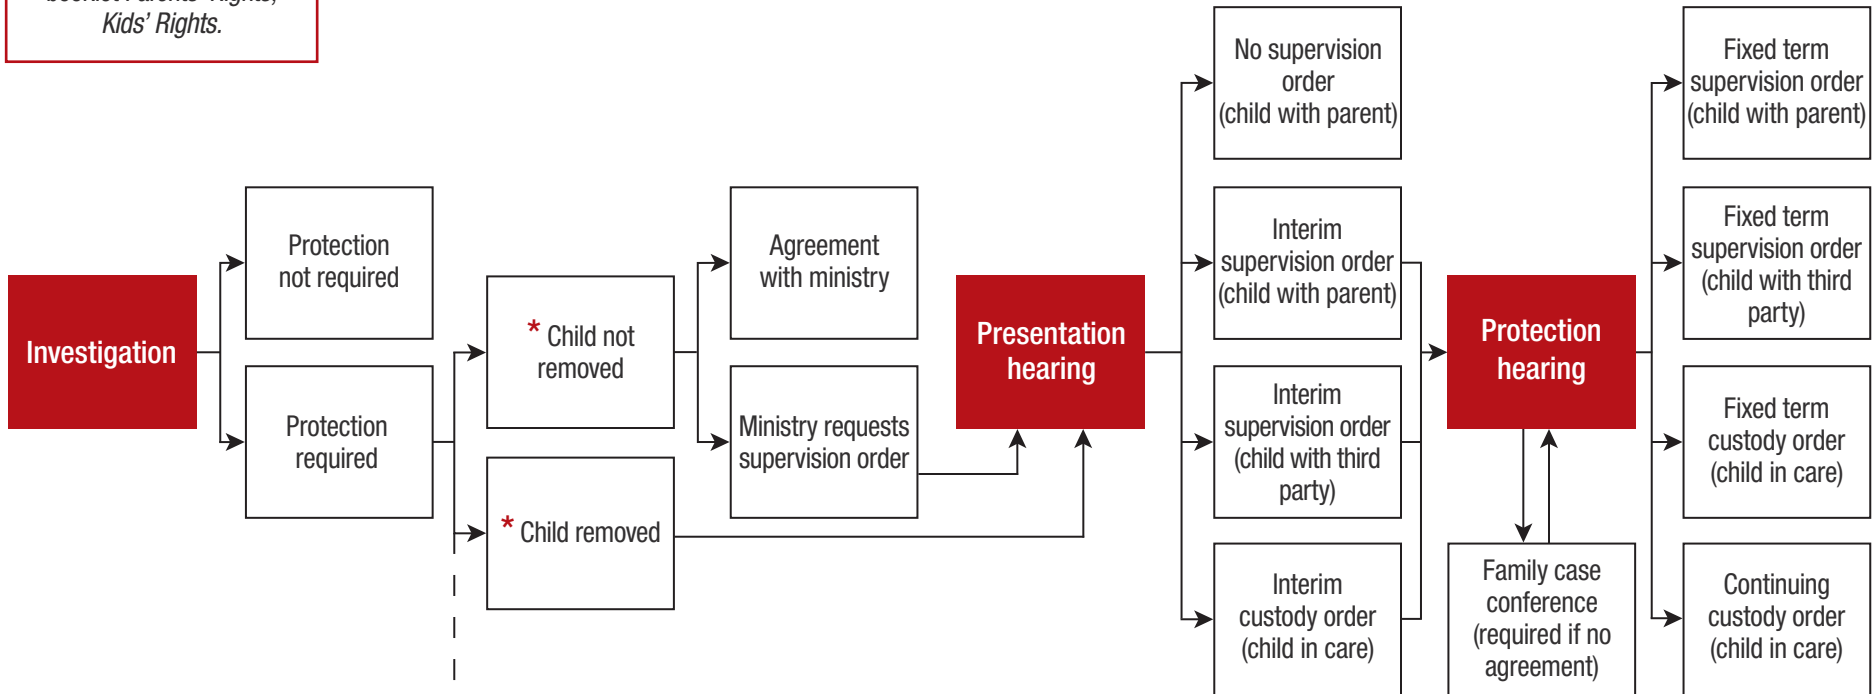 booklet Parents' Rights,
Kids' Rights.
Investigation
Protection
not required
Protection
required
* Child not
removed
* Child removed
Agreement
with ministry
Ministry requests
supervision order
Presentation
hearing
No supervision
order
(child with parent)
Interim
supervision order
(child with parent)
Interim
supervision order
(child with third
party)
Interim
custody order
(child in care)
Protection
hearing
Family case
conference
(required if no
agreement)
Fixed term
supervision order
(child with parent)
Fixed term
supervision order
(child with third
party)
Fixed term
custody order
(child in care)
Continuing
custody order
(child in care)